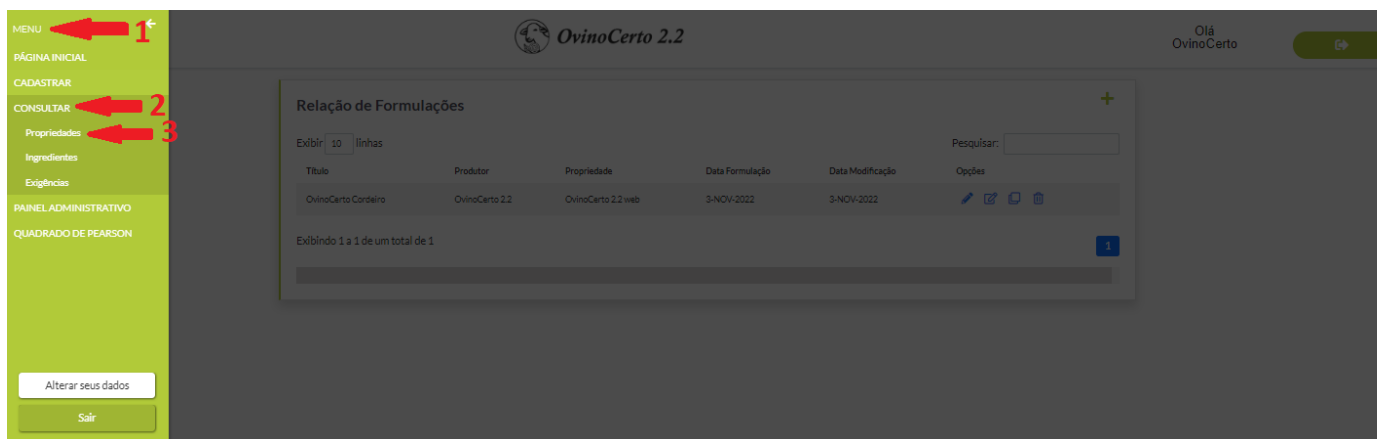 MENU 1
PÁGINA INICIAL
CADASTRAR
CONSULTAR 2
Propriedades 3
Ingredientes
Exigências
PAINEL ADMINISTRATIVO
QUADRADO DE PEARSON
Alterar seus dados
Sair
OvinoCerto 2.2
Olá
OvinoCerto
Relação de Formulações
Exibir 10 linhas Pesquisar:
Título Produtor Propriedade Data Formulação Data Modificação Opções
OvinoCerto Cordeiro OvinoCerto 2.2 OvinoCerto 2.2 web 3-NOV-2022 3-NOV-2022
Exibindo 1 a 1 de um total de 1
1